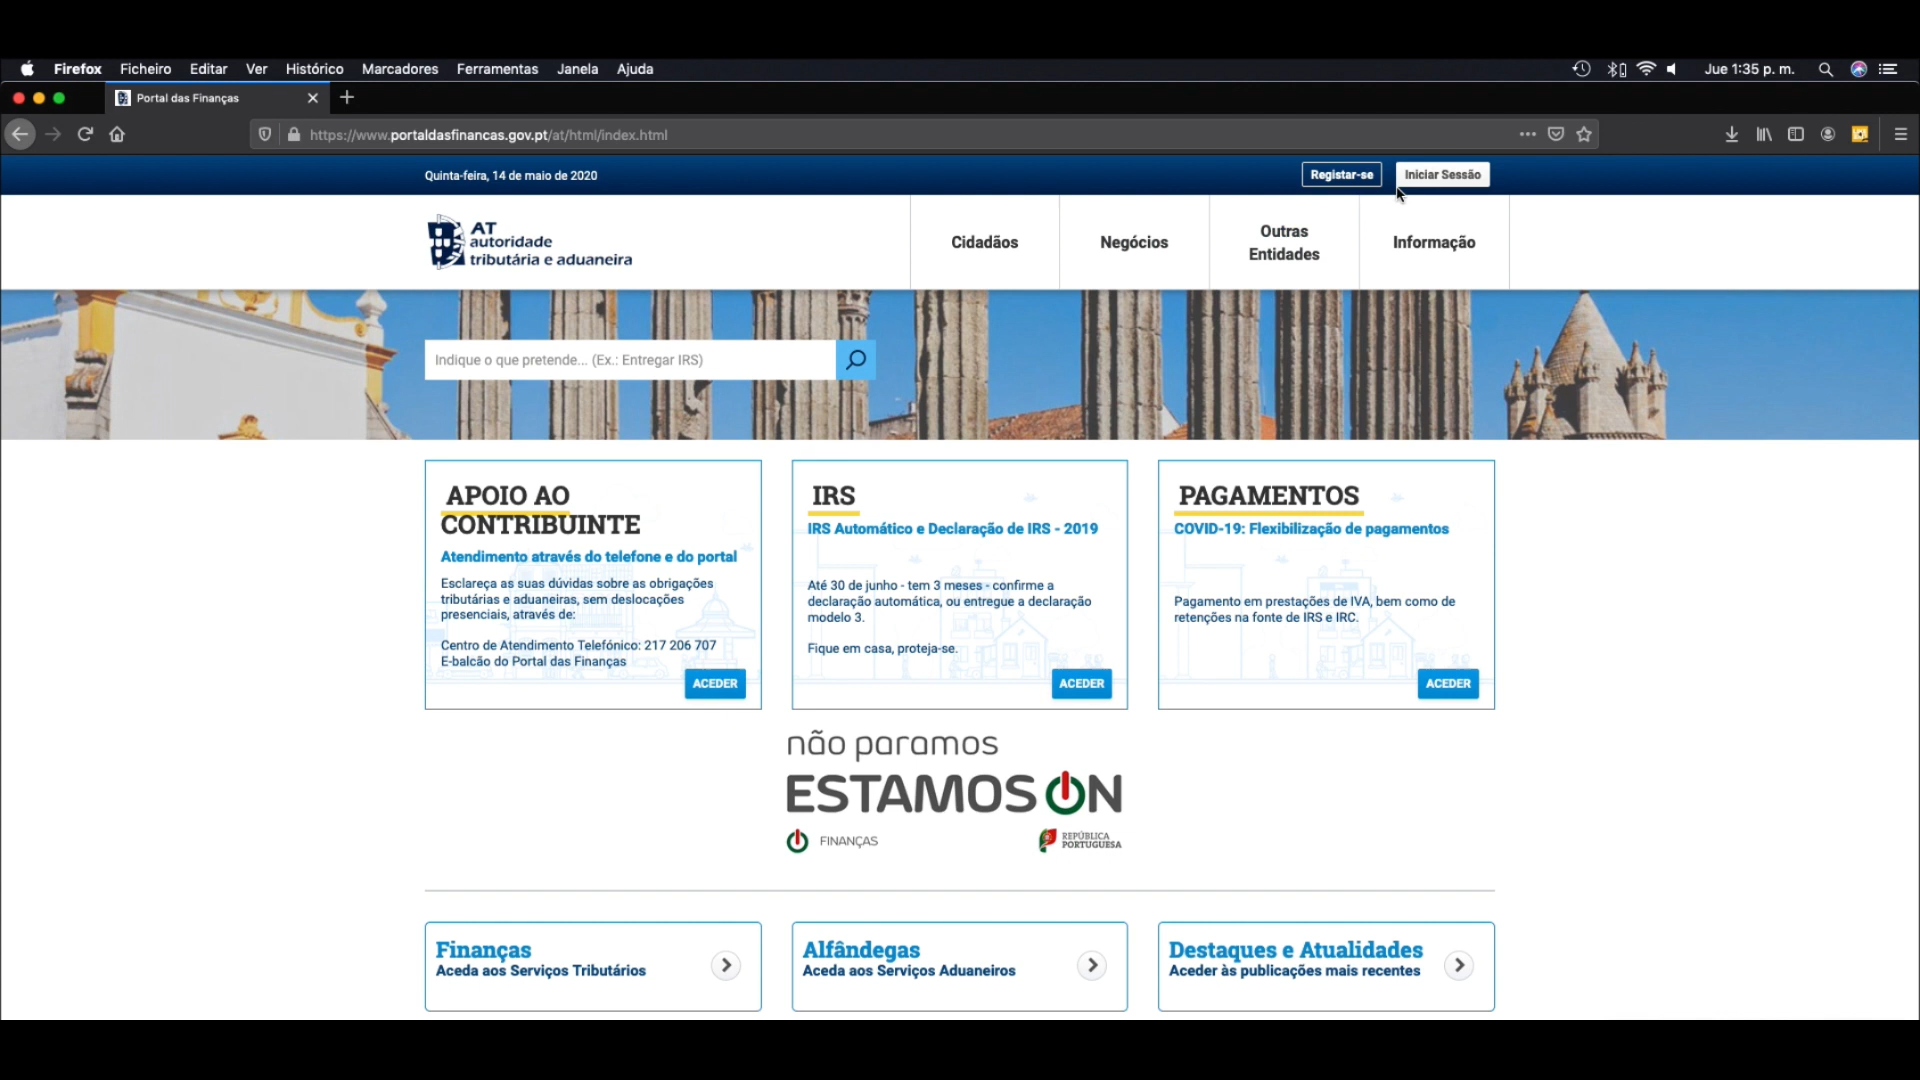 Firefox Ficheiro Editar Ver Histórico Marcadores Ferramentas Janela Ajuda
Jue 1:35 p. m.
Portal das Finanças
https://www.portaldasfinancas.gov.pt/at/html/index.html
Quinta-feira, 14 de maio de 2020
Registar-se
Iniciar Sessão
AT
autoridade
tributária e aduaneira
Cidadãos
Negócios
Outras
Entidades
Informação
Indique o que pretende... (Ex.: Entregar IRS)
APOIO AO
CONTRIBUINTE
Atendimento através do telefone e do portal
Esclareça as suas dúvidas sobre as obrigações
tributárias e aduaneiras, sem deslocações
presenciais, através de:
Centro de Atendimento Telefónico: 217 206 707
E-balcão do Portal das Finanças
ACEDER
IRS
IRS Automático e Declaração de IRS - 2019
Até 30 de junho - tem 3 meses - confirme a
declaração automática, ou entregue a declaração
modelo 3.
Fique em casa, proteja-se.
ACEDER
PAGAMENTOS
COVID-19: Flexibilização de pagamentos
Pagamento em prestações de IVA, bem como de
retenções na fonte de IRS e IRC.
ACEDER
não paramos
ESTAMOS ON
FINANÇAS
REPÚBLICA
PORTUGUESA
Finanças
Aceda aos Serviços Tributários
Alfândegas
Aceda aos Serviços Aduaneiros
Destaques e Atualidades
Aceder às publicações mais recentes